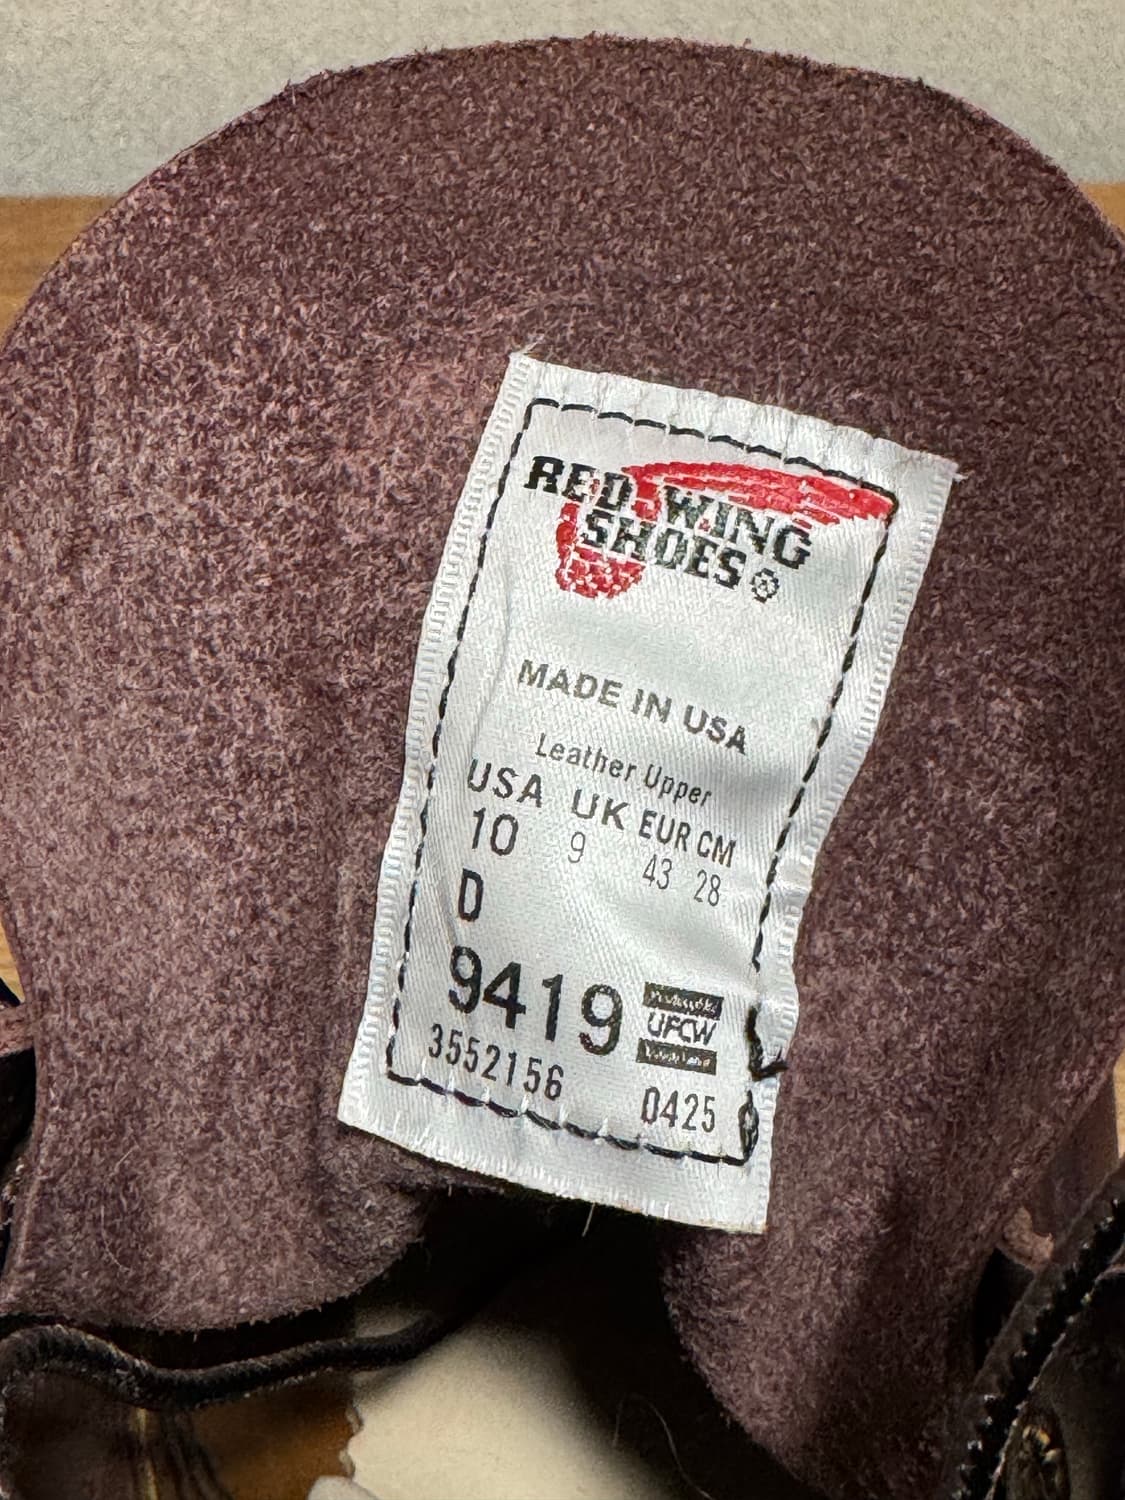 RED WING
SHOES ®
MADE IN USA
Leather Upper
USA UK EUR CM
10 9 43 28
D
9419
UFCW
3552156 0425